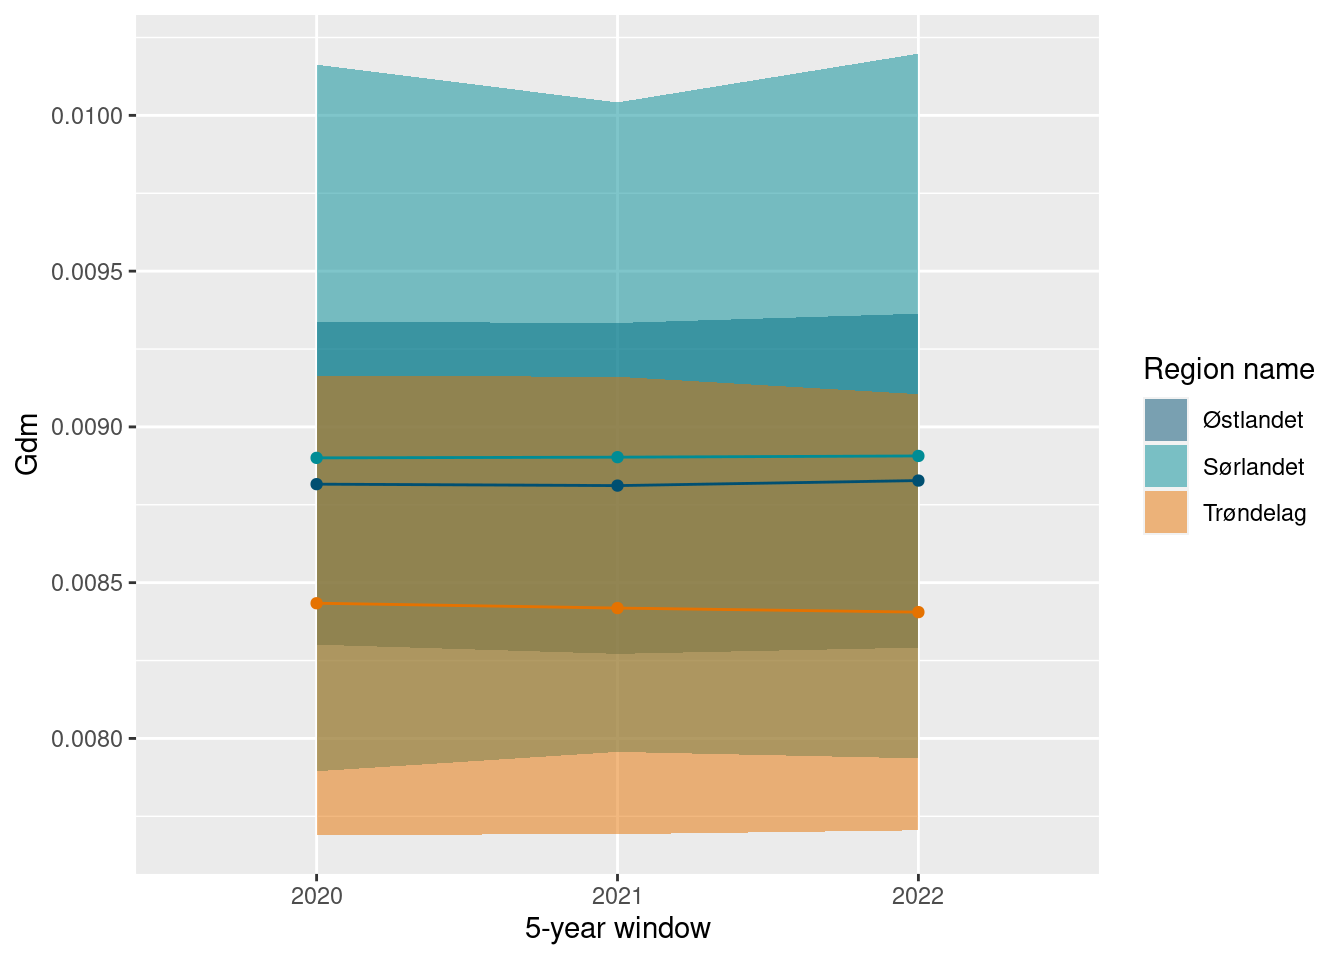 0.0100
0.0095
0.0090
0.0085
0.0080
Gdm
2020
2021
2022
5-year window
Region name
Østlandet
Sørlandet
Trøndelag